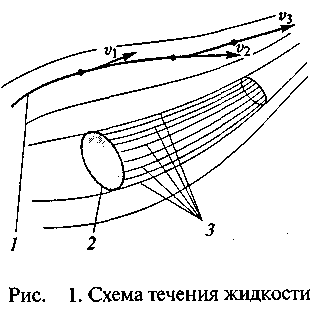 v₃
v₁
v₂
1
2
3
Рис. 1. Схема течения жидкости